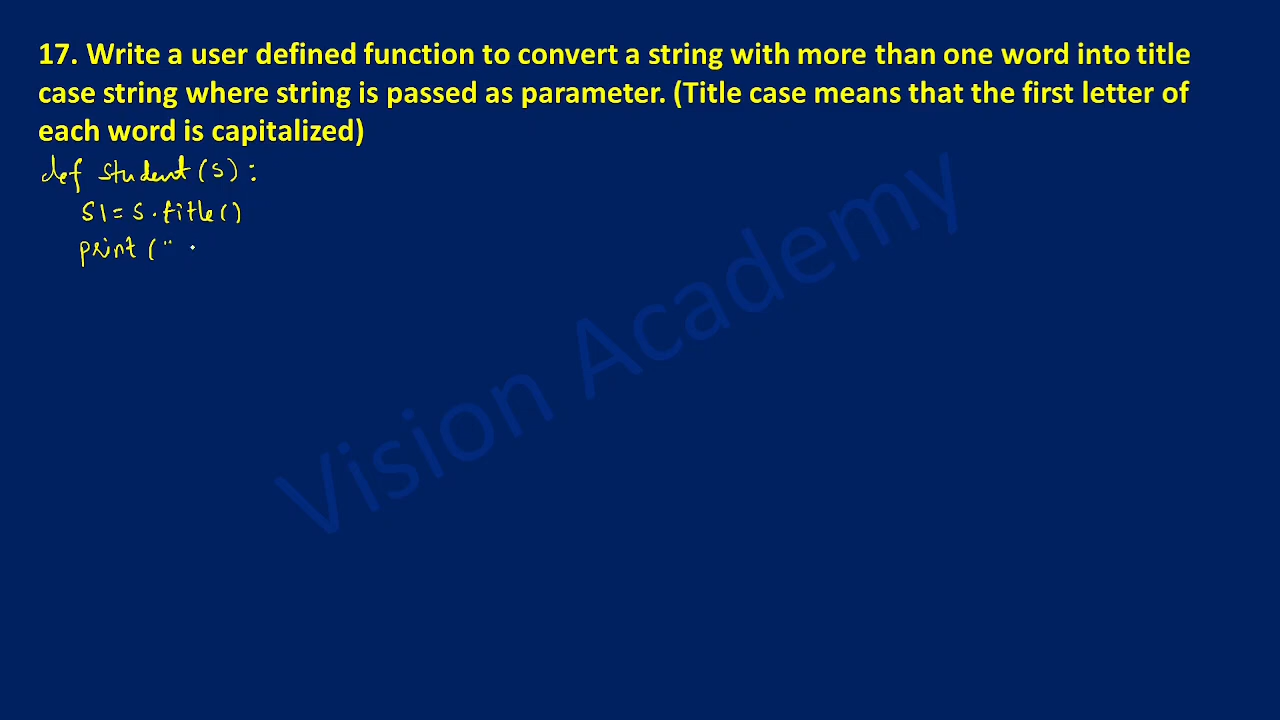 17. Write a user defined function to convert a string with more than one word into title
case string where string is passed as parameter. (Title case means that the first letter of
each word is capitalized)
def student (s) :
S1 = S.title()
print ( "
Vision Academy